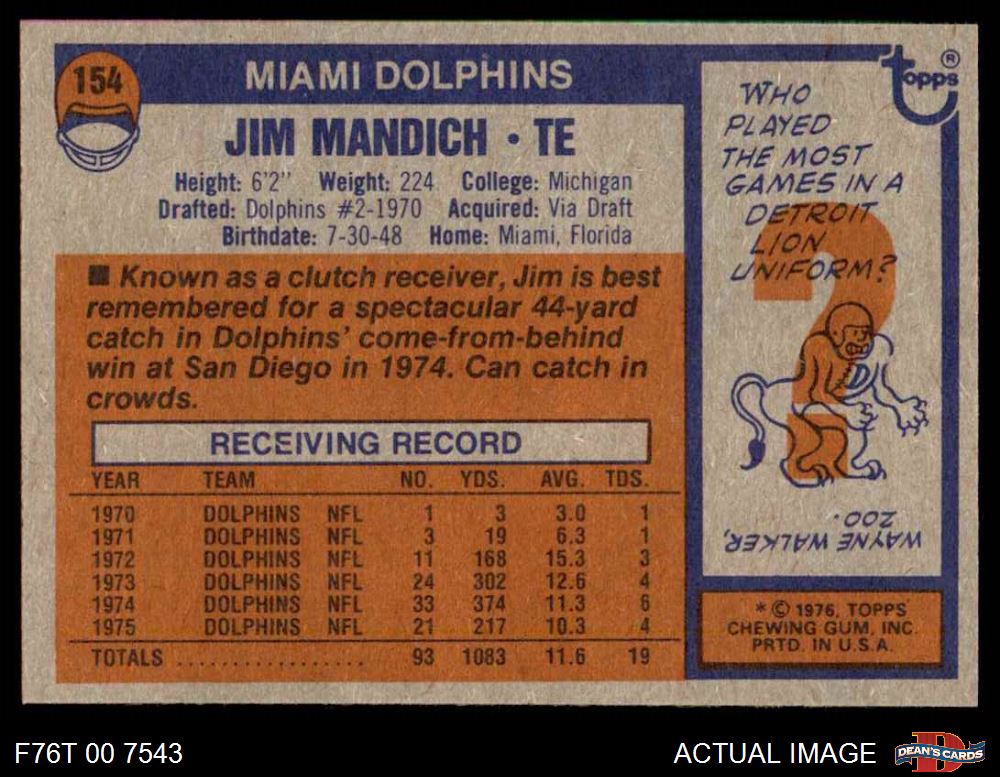 154
MIAMI DOLPHINS
JIM MANDICH • TE
Height: 6'2" Weight: 224 College: Michigan
Drafted: Dolphins #2-1970 Acquired: Via Draft
Birthdate: 7-30-48 Home: Miami, Florida
■ Known as a clutch receiver, Jim is best
remembered for a spectacular 44-yard
catch in Dolphins' come-from-behind
win at San Diego in 1974. Can catch in
crowds.
RECEIVING RECORD
YEAR TEAM NO. YDS. AVG. TDS.
1970 DOLPHINS NFL 1 3 3.0 1
1971 DOLPHINS NFL 3 19 6.3 1
1972 DOLPHINS NFL 11 168 15.3 3
1973 DOLPHINS NFL 24 302 12.6 4
1974 DOLPHINS NFL 33 374 11.3 6
1975 DOLPHINS NFL 21 217 10.3 4
TOTALS .................. 93 1083 11.6 19
topps ®
WHO
PLAYED
THE MOST
GAMES IN A
DETROIT
LION
UNIFORM?
?
D
WAYNE WALKER,
200.
* © 1976, TOPPS
CHEWING GUM, INC.
PRTD. IN U.S.A.
F76T 00 7543
ACTUAL IMAGE
D
DEAN'S CARDS